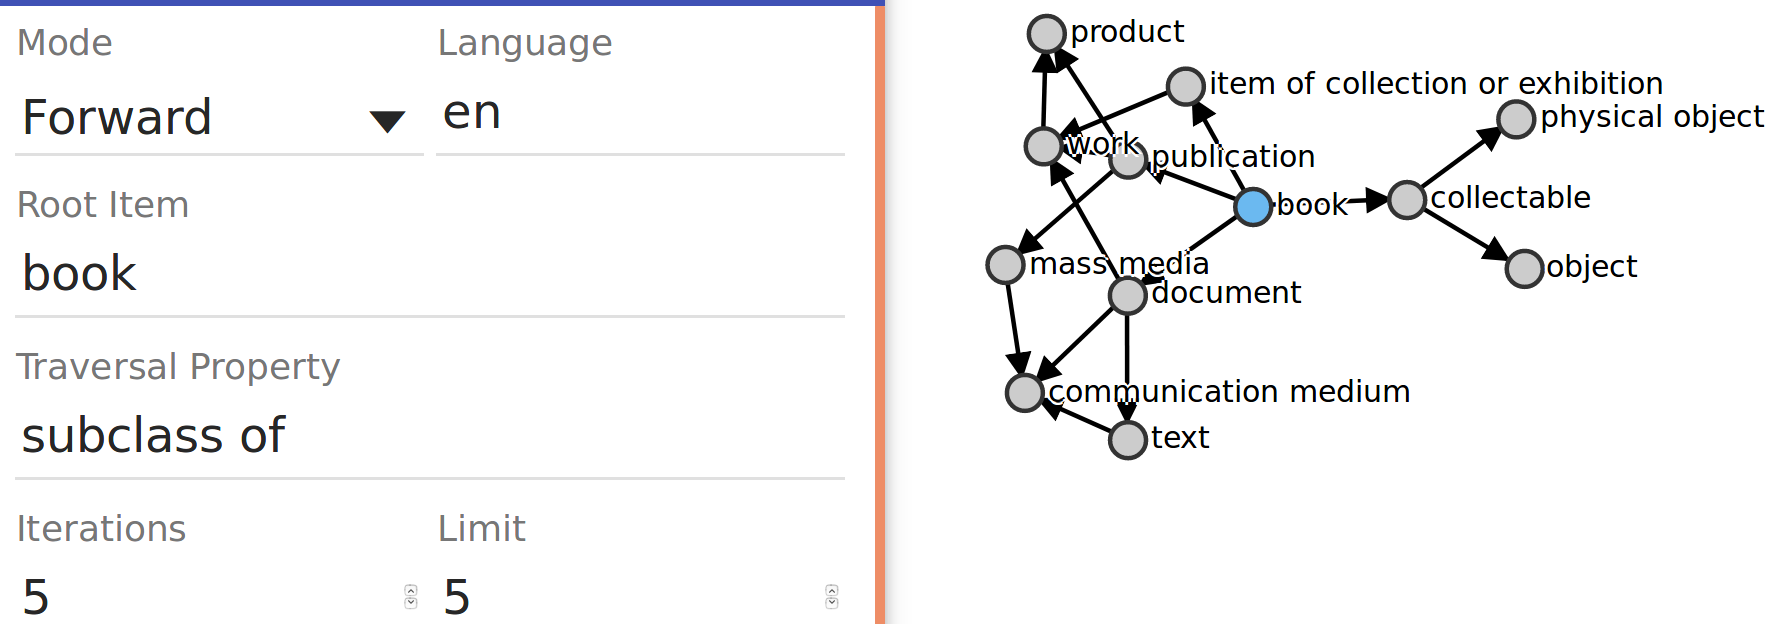 Mode
Language
Forward
en
Root Item
book
Traversal Property
subclass of
Iterations
Limit
5
5
product
item of collection or exhibition
physical object
work
publication
book
collectable
mass media
object
document
communication medium
text